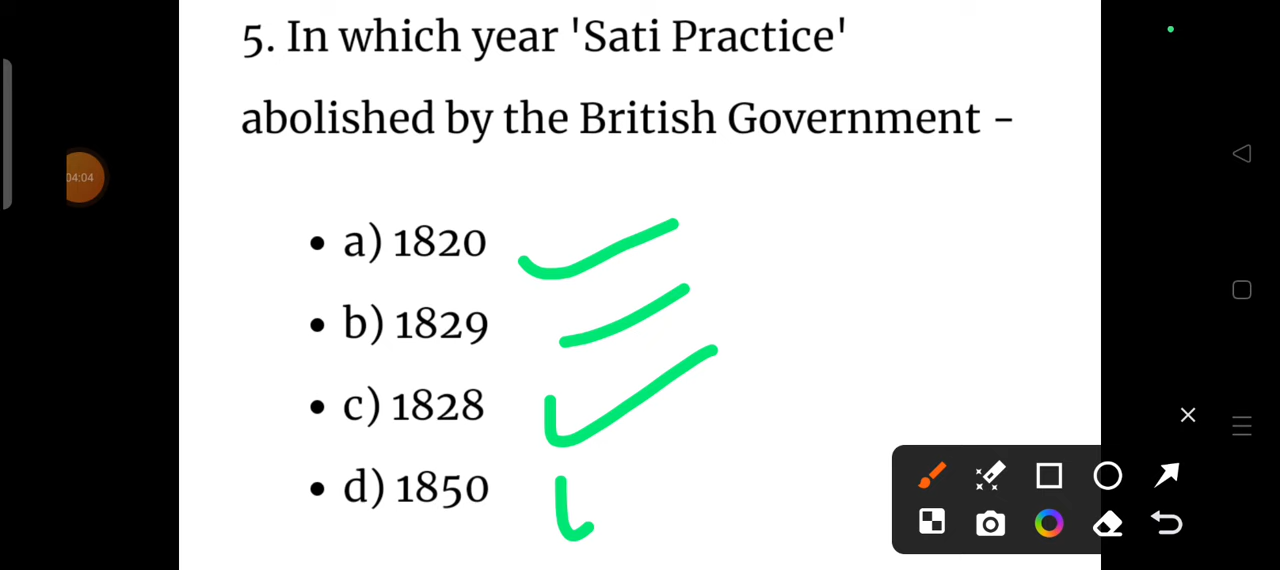 5. In which year 'Sati Practice'
abolished by the British Government -
• a) 1820
• b) 1829
• c) 1828
• d) 1850
04:04